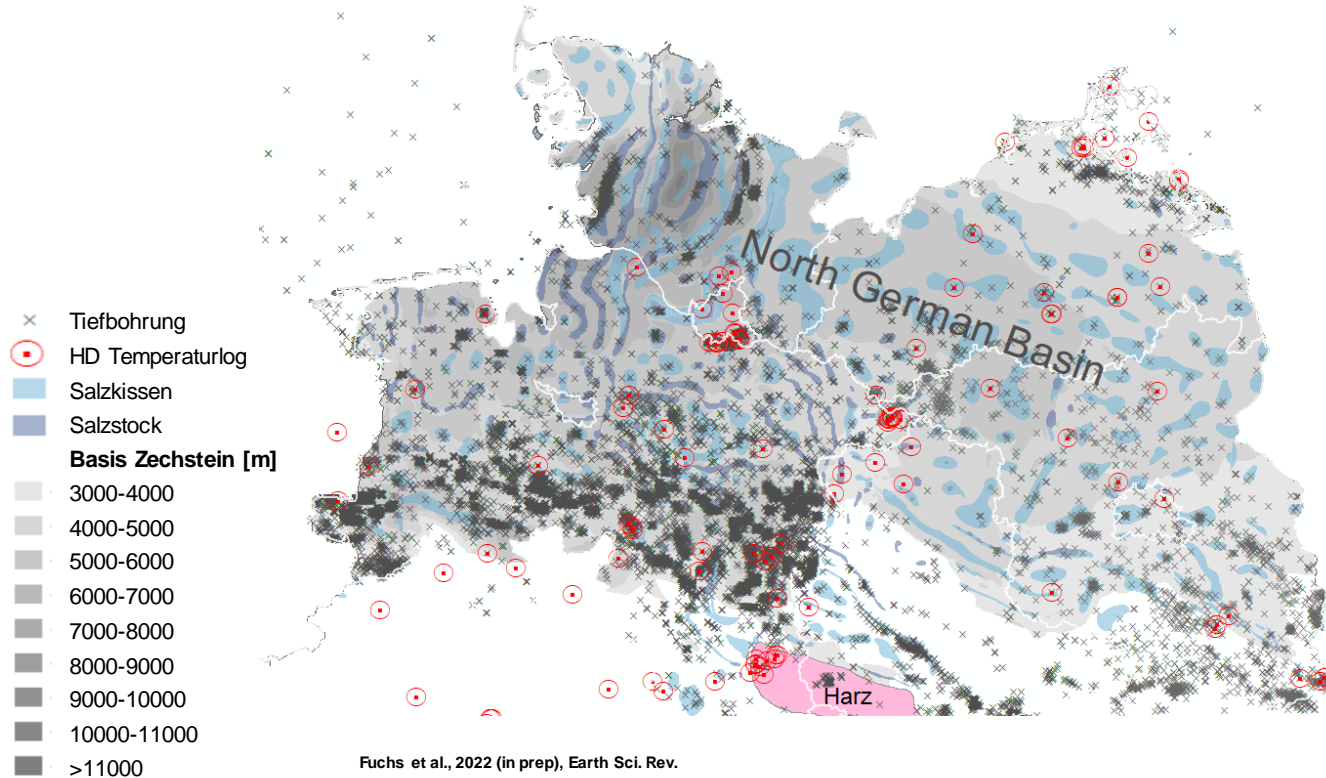 North German Basin
Tiefbohrung
HD Temperaturlog
Salzkissen
Salzstock
Basis Zechstein [m]
3000-4000
4000-5000
5000-6000
6000-7000
7000-8000
8000-9000
9000-10000
10000-11000
>11000
Harz
Fuchs et al., 2022 (in prep), Earth Sci. Rev.